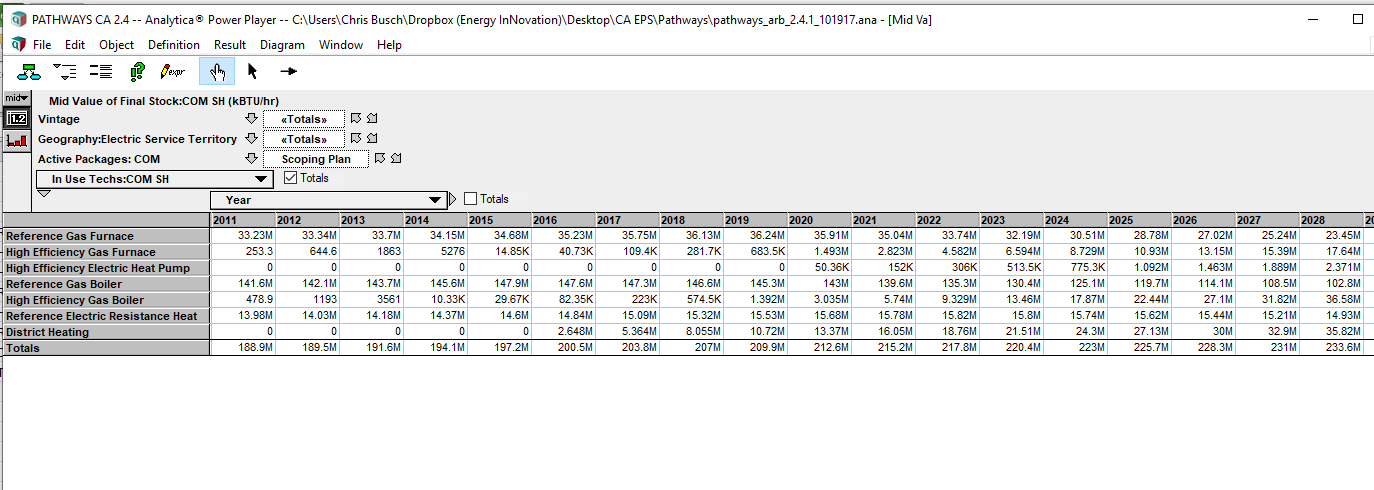 PATHWAYS CA 2.4 -- Analytica® Power Player -- C:\Users\Chris Busch\Dropbox (Energy InNovation)\Desktop\CA EPS\Pathways\pathways_arb_2.4.1_101917.ana - [Mid Va]
File Edit Object Definition Result Diagram Window Help
expr
mid Mid Value of Final Stock:COM SH (kBTU/hr)
1.2 Vintage «Totals»
Geography:Electric Service Territory «Totals»
Active Packages: COM Scoping Plan
In Use Techs:COM SH Totals
Year Totals
2011 2012 2013 2014 2015 2016 2017 2018 2019 2020 2021 2022 2023 2024 2025 2026 2027 2028
Reference Gas Furnace 33.23M 33.34M 33.7M 34.15M 34.68M 35.23M 35.75M 36.13M 36.24M 35.91M 35.04M 33.74M 32.19M 30.51M 28.78M 27.02M 25.24M 23.45M
High Efficiency Gas Furnace 253.3 644.6 1863 5276 14.85K 40.73K 109.4K 281.7K 683.5K 1.493M 2.823M 4.582M 6.594M 8.729M 10.93M 13.15M 15.39M 17.64M
High Efficiency Electric Heat Pump 0 0 0 0 0 0 0 0 0 50.36K 152K 306K 513.5K 775.3K 1.092M 1.463M 1.889M 2.371M
Reference Gas Boiler 141.6M 142.1M 143.7M 145.6M 147.9M 147.6M 147.3M 146.6M 145.3M 143M 139.6M 135.3M 130.4M 125.1M 119.7M 114.1M 108.5M 102.8M
High Efficiency Gas Boiler 478.9 1193 3561 10.33K 29.67K 82.35K 223K 574.5K 1.392M 3.035M 5.74M 9.329M 13.46M 17.87M 22.44M 27.1M 31.82M 36.58M
Reference Electric Resistance Heat 13.98M 14.03M 14.18M 14.37M 14.6M 14.84M 15.09M 15.32M 15.53M 15.68M 15.78M 15.82M 15.8M 15.74M 15.62M 15.44M 15.21M 14.93M
District Heating 0 0 0 0 0 2.648M 5.364M 8.055M 10.72M 13.37M 16.05M 18.76M 21.51M 24.3M 27.13M 30M 32.9M 35.82M
Totals 188.9M 189.5M 191.6M 194.1M 197.2M 200.5M 203.8M 207M 209.9M 212.6M 215.2M 217.8M 220.4M 223M 225.7M 228.3M 231M 233.6M